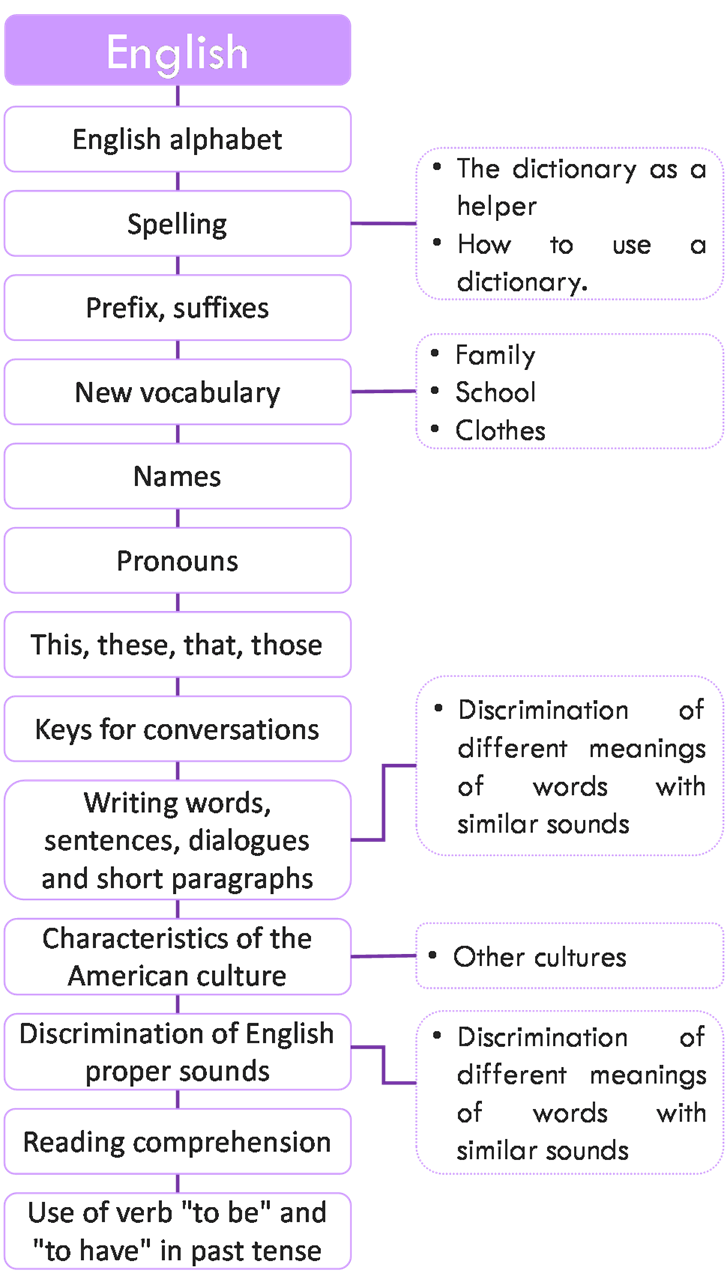 English
English alphabet
Spelling
• The dictionary as a
helper
• How to use a
dictionary.
Prefix, suffixes
New vocabulary
• Family
• School
• Clothes
Names
Pronouns
This, these, that, those
Keys for conversations
Writing words,
sentences, dialogues
and short paragraphs
• Discrimination of
different meanings
of words with
similar sounds
Characteristics of the
American culture
• Other cultures
Discrimination of English
proper sounds
• Discrimination of
different meanings
of words with
similar sounds
Reading comprehension
Use of verb "to be" and
"to have" in past tense